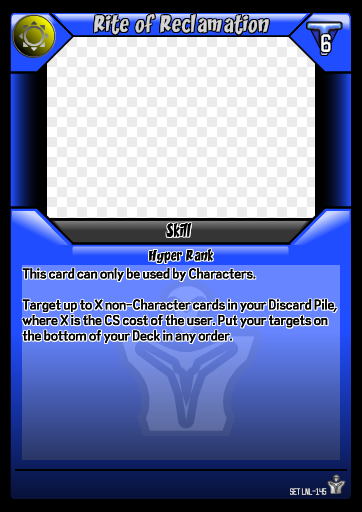 Rite of Reclamation
6
Skill
Hyper Rank
This card can only be used by Characters.
Target up to X non-Character cards in your Discard Pile,
where X is the CS cost of the user. Put your targets on
the bottom of your Deck in any order.
SET LNL-145